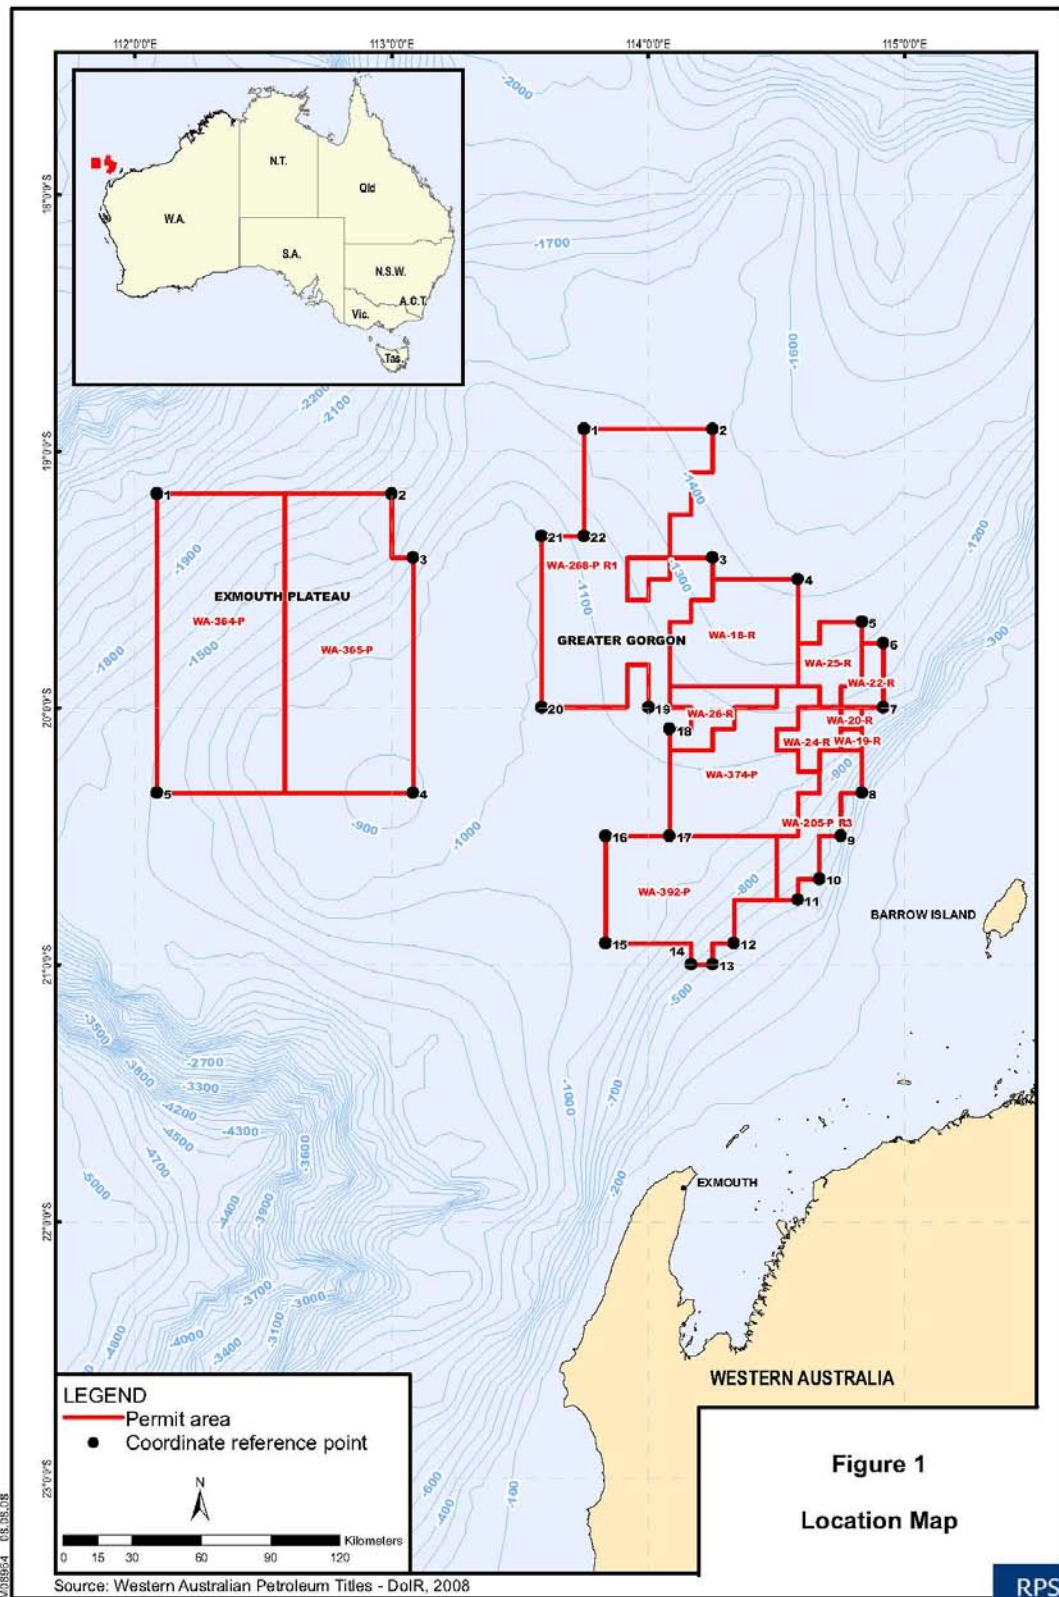 112°0'0"E
113°0'0"E
114°0'0"E
115°0'0"E
18°0'0"S
19°0'0"S
20°0'0"S
21°0'0"S
22°0'0"S
23°0'0"S
N.T.
Qld
W.A.
S.A.
N.S.W.
A.C.T.
Vic.
Tas.
-2000
-1700
-1600
-2200
-2100
-1400
-1200
-1900
-1300
-1100
-300
-1800
-1500
-900
-1000
-900
-800
-500
1
2
3
4
5
EXMOUTH PLATEAU
WA-364-P
WA-365-P
1
2
21
22
WA-268-P R1
3
4
5
6
GREATER GORGON
WA-18-R
WA-25-R
WA-22-R
20
19
7
WA-26-R
WA-20-R
18
WA-24-R
WA-19-R
WA-374-P
8
WA-205-P R3
16
17
9
WA-392-P
10
11
BARROW ISLAND
15
14
12
13
-3500
-3800
-2700
-3300
-4200
-4500
-4300
-4700
-3600
-5000
-4400
-3900
-1000
-700
-200
EXMOUTH
-3700
-3000
-3100
-4800
-4000
-3400
-600
-400
-100
WESTERN AUSTRALIA
LEGEND
Permit area
Coordinate reference point
N
Kilometers
0 15 30 60 90 120
Figure 1
Location Map
Source: Western Australian Petroleum Titles - DoIR, 2008
RPS